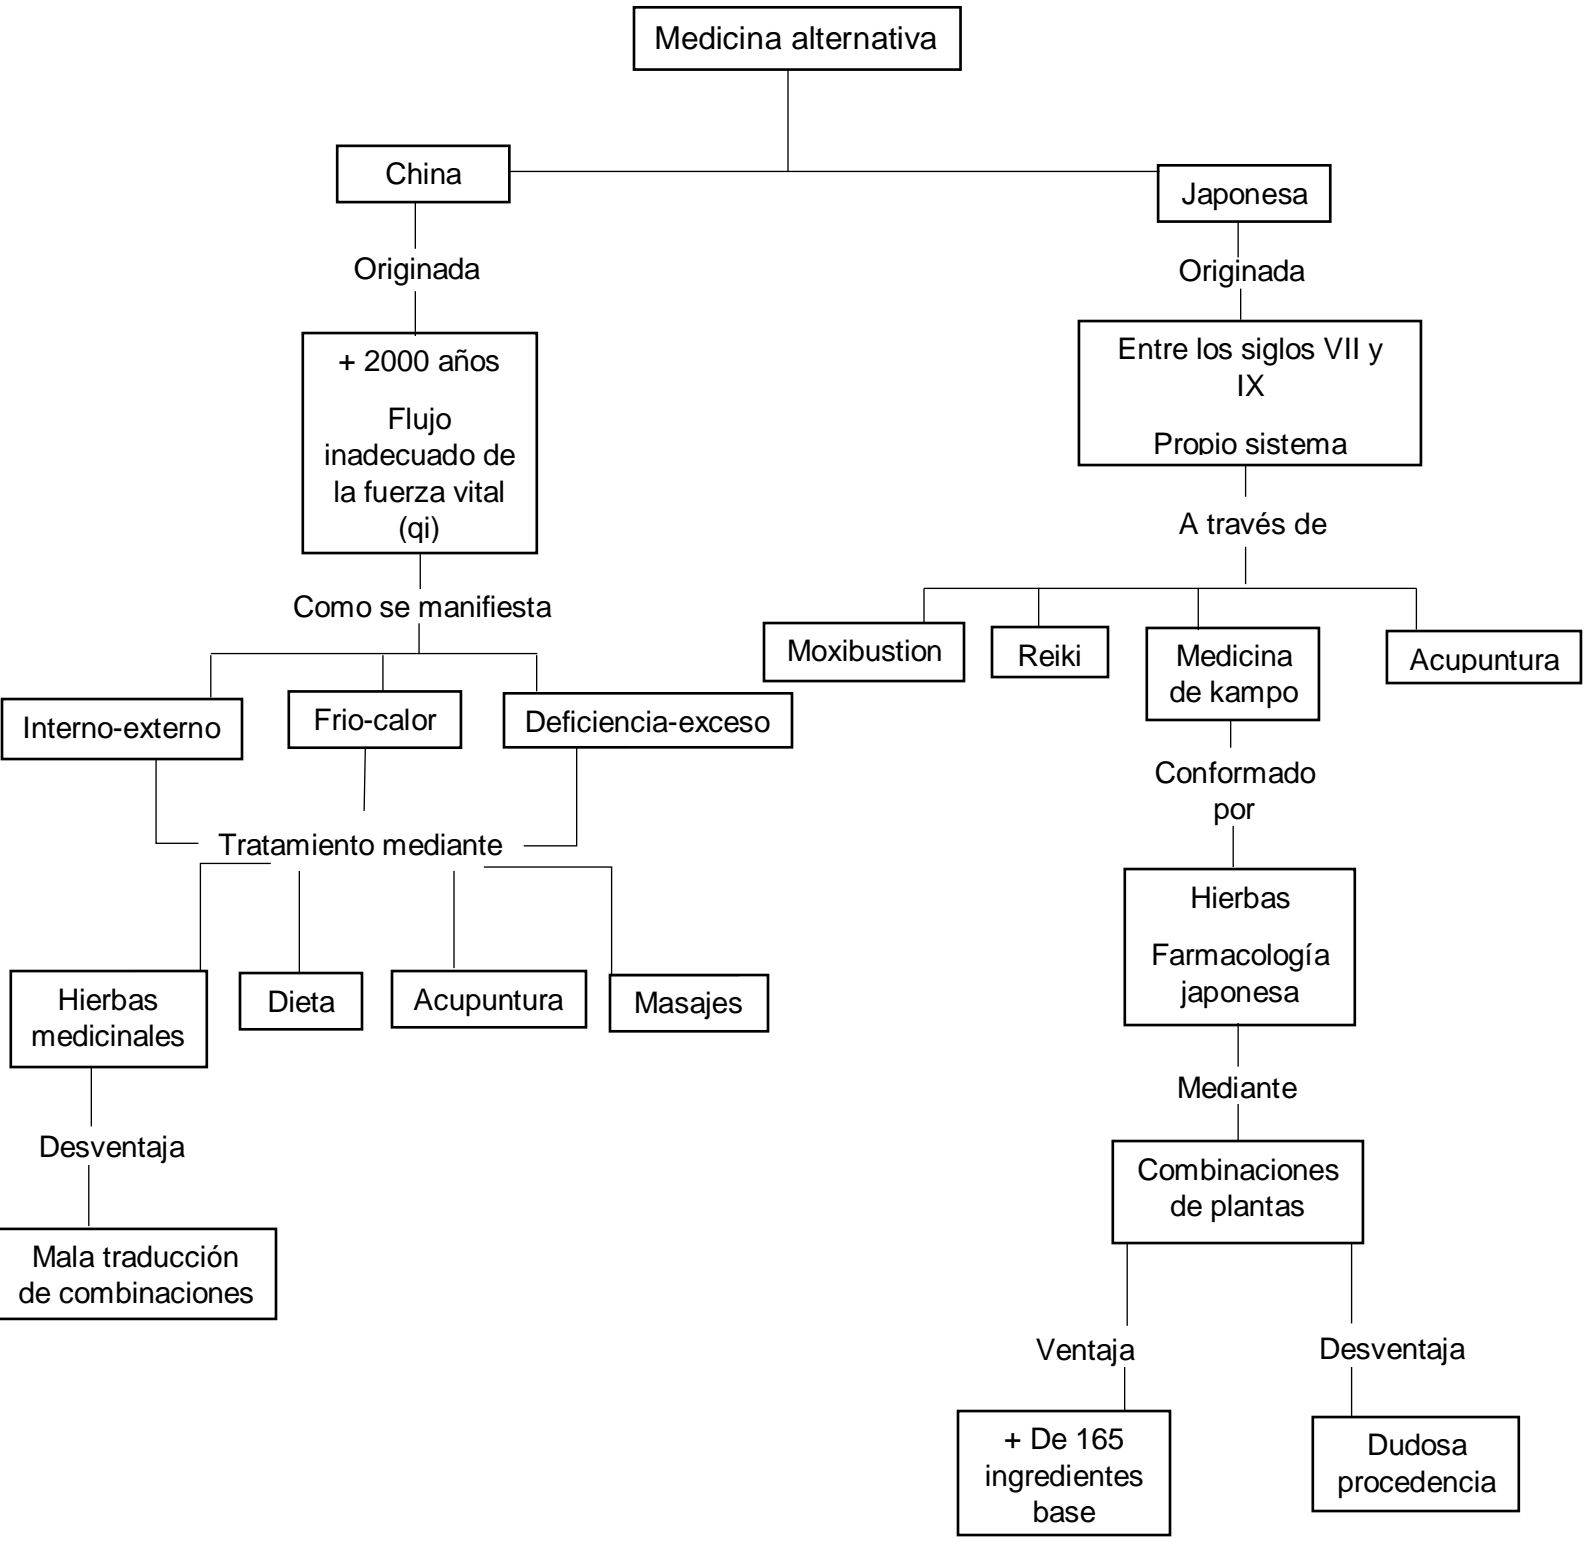 Medicina alternativa
China
Japonesa
Originada
Originada
+ 2000 años
Flujo
inadecuado de
la fuerza vital
(qi)
Entre los siglos VII y
IX
Propio sistema
A través de
Como se manifiesta
Moxibustion
Reiki
Medicina
de kampo
Acupuntura
Interno-externo
Frio-calor
Deficiencia-exceso
Conformado
por
Tratamiento mediante
Hierbas
Farmacología
japonesa
Hierbas
medicinales
Dieta
Acupuntura
Masajes
Mediante
Desventaja
Combinaciones
de plantas
Mala traducción
de combinaciones
Ventaja
Desventaja
+ De 165
ingredientes
base
Dudosa
procedencia